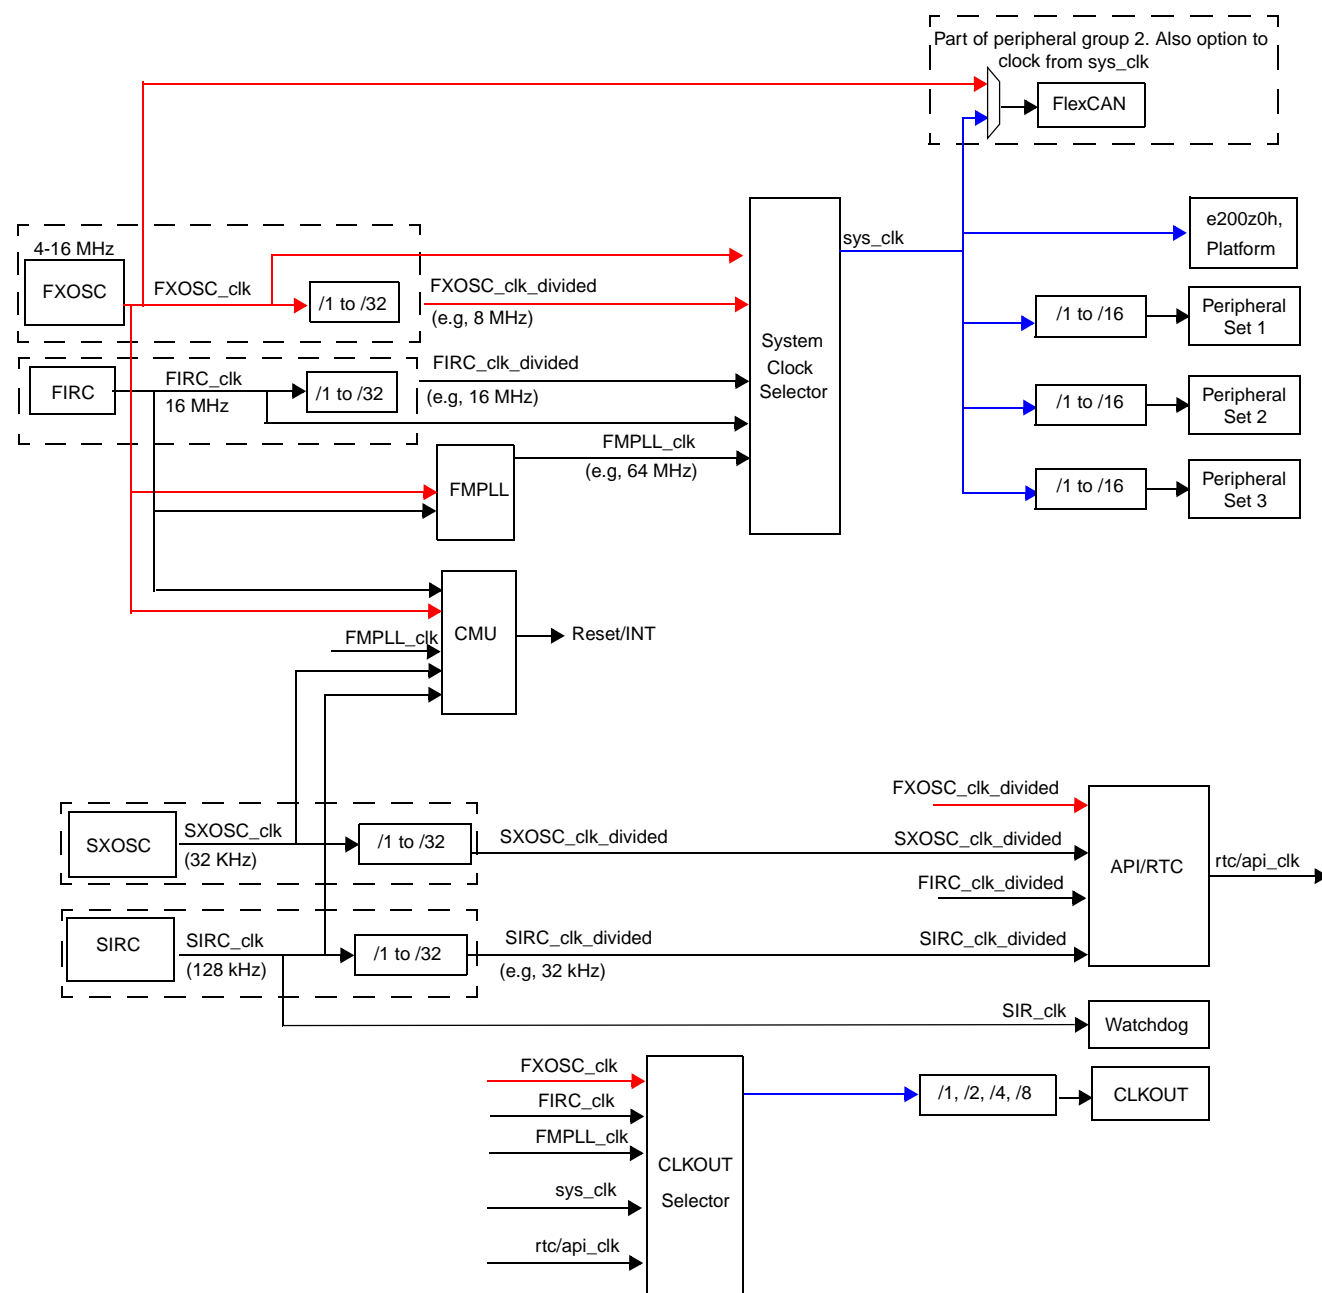 Part of peripheral group 2. Also option to
clock from sys_clk
FlexCAN
4-16 MHz
FXOSC
FXOSC_clk
/1 to /32
FXOSC_clk_divided
(e.g, 8 MHz)
FIRC
FIRC_clk
16 MHz
/1 to /32
FIRC_clk_divided
(e.g, 16 MHz)
FMPLL
FMPLL_clk
(e.g, 64 MHz)
System
Clock
Selector
sys_clk
e200z0h,
Platform
/1 to /16
Peripheral
Set 1
/1 to /16
Peripheral
Set 2
/1 to /16
Peripheral
Set 3
FMPLL_clk
CMU
Reset/INT
SXOSC
SXOSC_clk
(32 KHz)
/1 to /32
SXOSC_clk_divided
SIRC
SIRC_clk
(128 kHz)
/1 to /32
SIRC_clk_divided
(e.g, 32 kHz)
FXOSC_clk_divided
SXOSC_clk_divided
FIRC_clk_divided
SIRC_clk_divided
API/RTC
rtc/api_clk
SIR_clk
Watchdog
FXOSC_clk
FIRC_clk
FMPLL_clk
sys_clk
rtc/api_clk
CLKOUT
Selector
/1, /2, /4, /8
CLKOUT